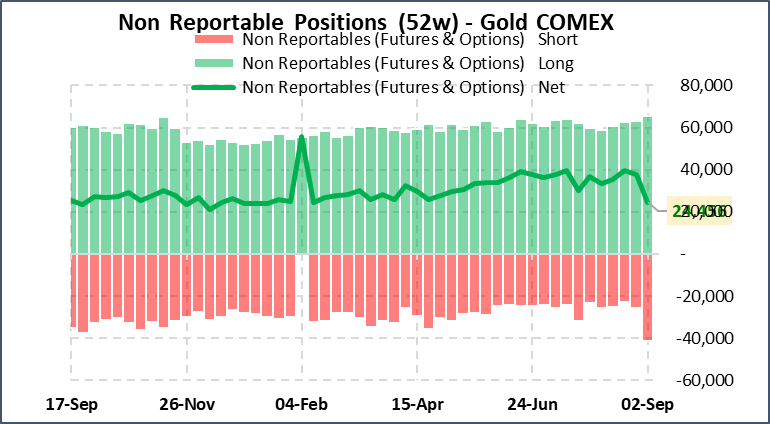 Non Reportable Positions (52w) - Gold COMEX
Non Reportables (Futures & Options) Short
Non Reportables (Futures & Options) Long
Non Reportables (Futures & Options) Net
80,000
60,000
40,000
20,000
-
-20,000
-40,000
-60,000
17-Sep 26-Nov 04-Feb 15-Apr 24-Jun 02-Sep